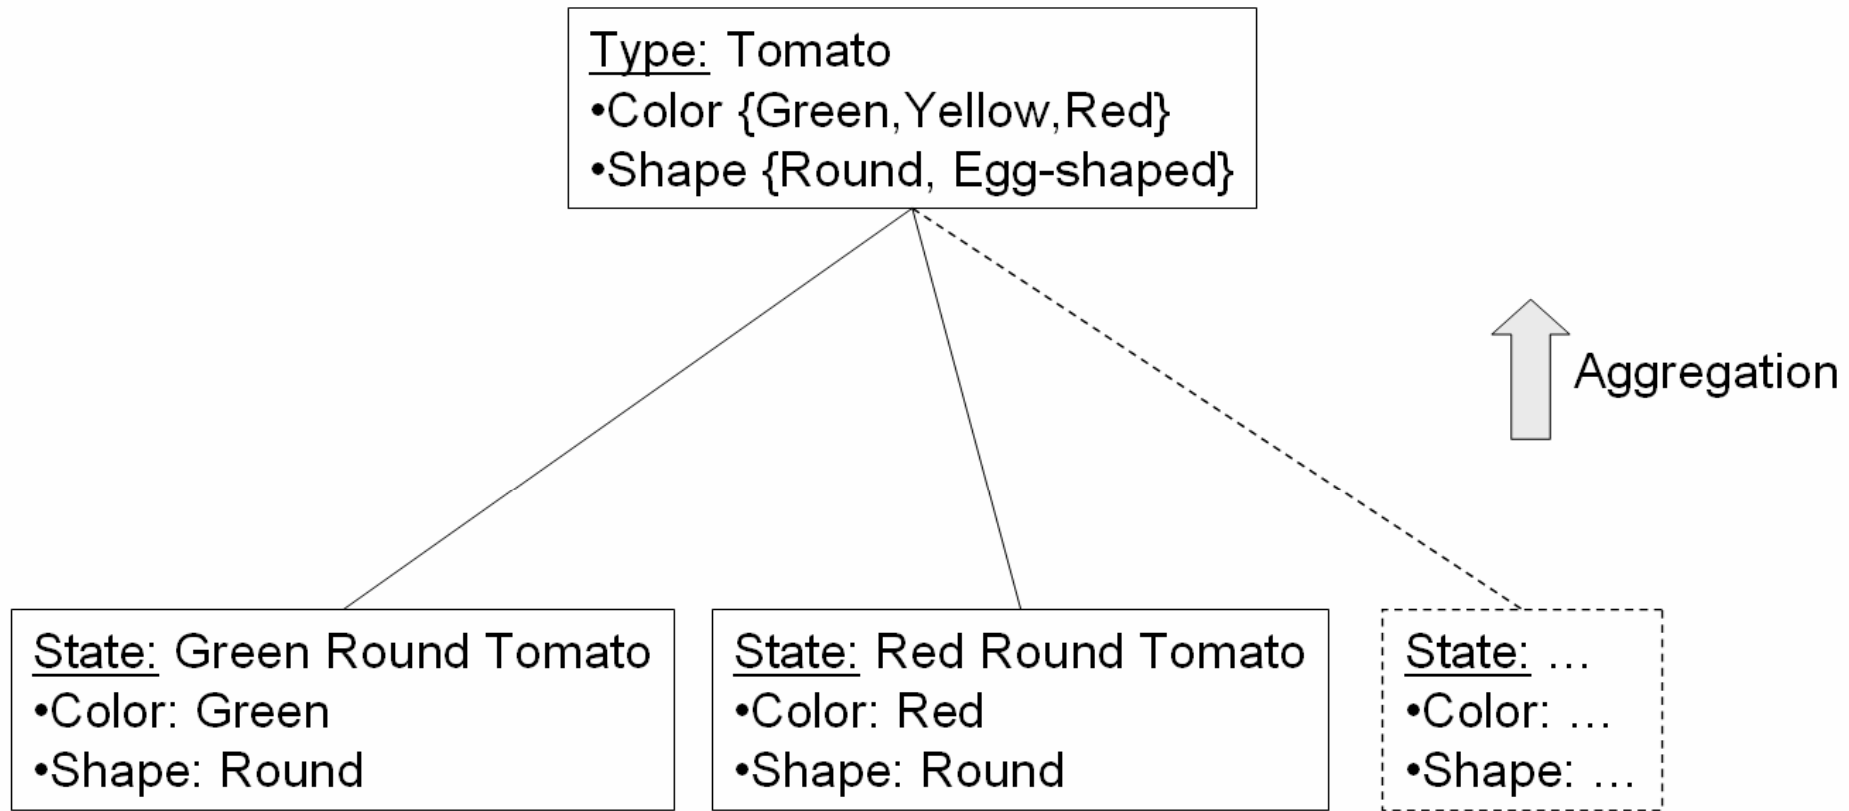 Type: Tomato
•Color {Green,Yellow,Red}
•Shape {Round, Egg-shaped}
Aggregation
State: Green Round Tomato
•Color: Green
•Shape: Round
State: Red Round Tomato
•Color: Red
•Shape: Round
State: ...
•Color: ...
•Shape: ...